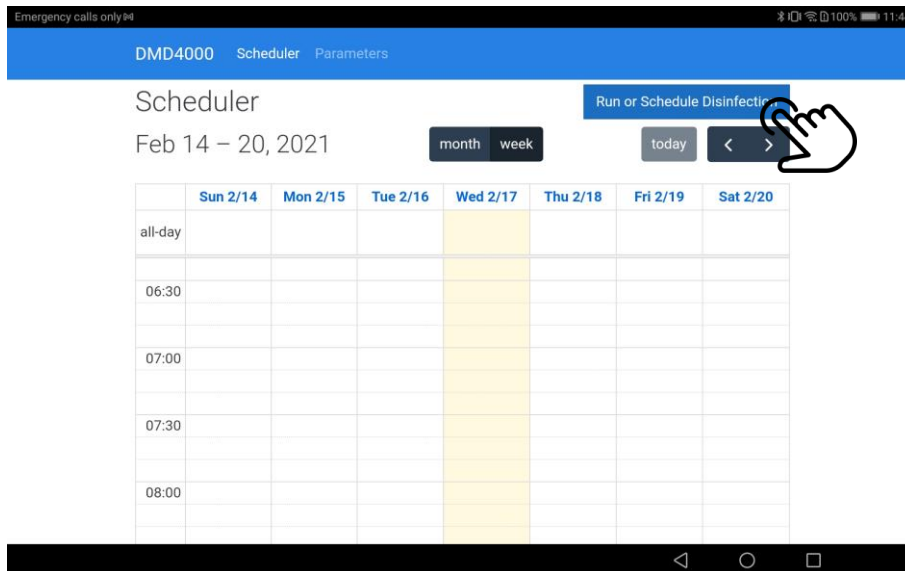 Emergency calls only 100% 11:4
DMD4000 Scheduler Parameters
Scheduler
Run or Schedule Disinfection
Feb 14 – 20, 2021
month week
today < >
Sun 2/14 Mon 2/15 Tue 2/16 Wed 2/17 Thu 2/18 Fri 2/19 Sat 2/20
all-day
06:30
07:00
07:30
08:00